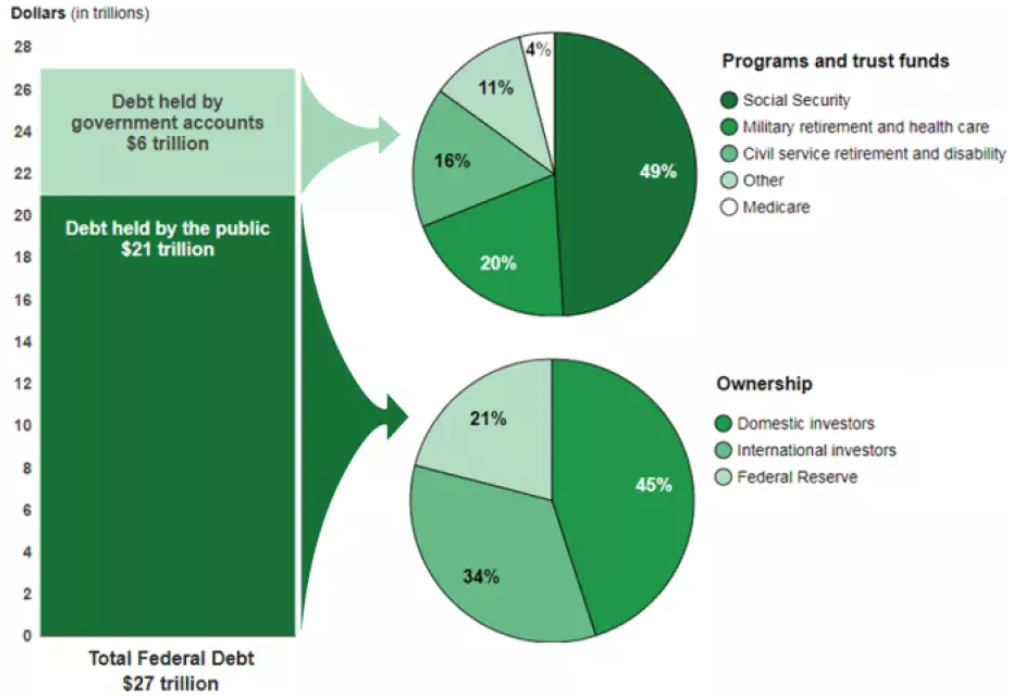 Dollars (in trillions)
28
26
24
22
20
18
16
14
12
10
8
6
4
2
0
Debt held by
government accounts
$6 trillion
Debt held by the public
$21 trillion
Total Federal Debt
$27 trillion
4%
11%
16%
20%
49%
Programs and trust funds
Social Security
Military retirement and health care
Civil service retirement and disability
Other
Medicare
21%
34%
45%
Ownership
Domestic investors
International investors
Federal Reserve